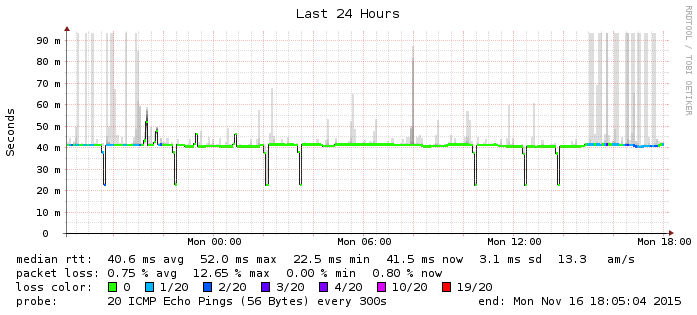 Last 24 Hours
RRDTOOL / TOBI OETIKER
Seconds
90 m
80 m
70 m
60 m
50 m
40 m
30 m
20 m
10 m
0
Mon 00:00 Mon 06:00 Mon 12:00 Mon 18:00
median rtt: 40.6 ms avg 52.0 ms max 22.5 ms min 41.5 ms now 3.1 ms sd 13.3 am/s
packet loss: 0.75 % avg 12.65 % max 0.00 % min 0.80 % now
loss color: 0 1/20 2/20 3/20 4/20 10/20 19/20
probe: 20 ICMP Echo Pings (56 Bytes) every 300s end: Mon Nov 16 18:05:04 2015